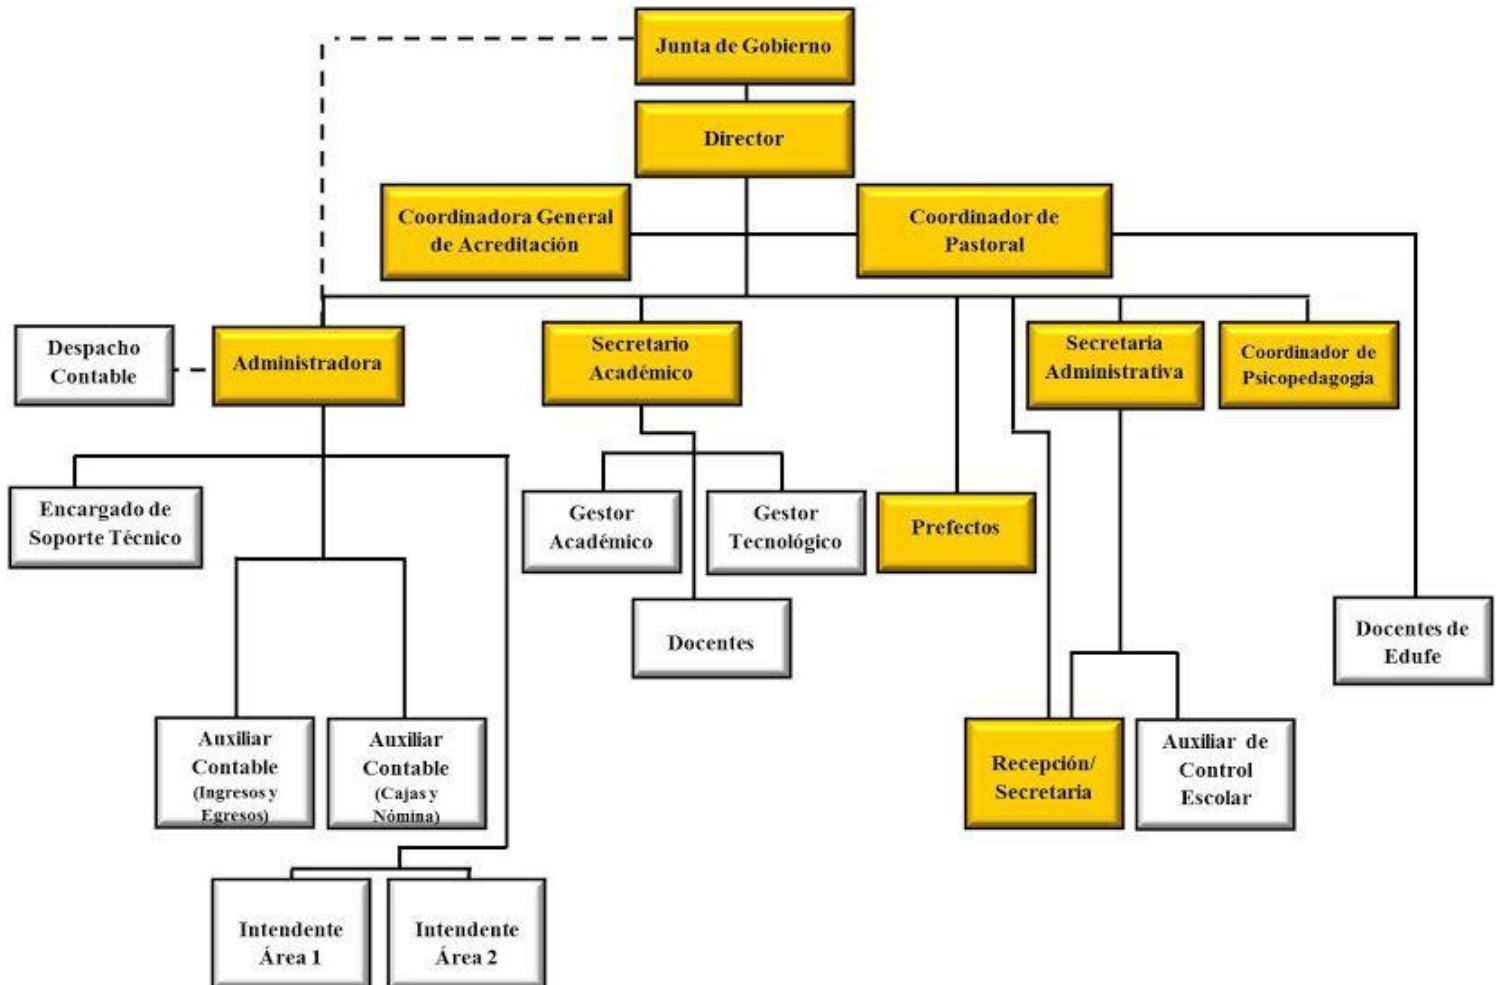 Junta de Gobierno
Director
Coordinadora General
de Acreditación
Coordinador de
Pastoral
Despacho
Contable
Administradora
Secretario
Académico
Secretaria
Administrativa
Coordinador de
Psicopedagogía
Encargado de
Soporte Técnico
Gestor
Académico
Gestor
Tecnológico
Prefectos
Docentes
Docentes de
Edufe
Auxiliar
Contable
(Ingresos y
Egresos)
Auxiliar
Contable
(Cajas y
Nómina)
Recepción/
Secretaria
Auxiliar de
Control
Escolar
Intendente
Área 1
Intendente
Área 2